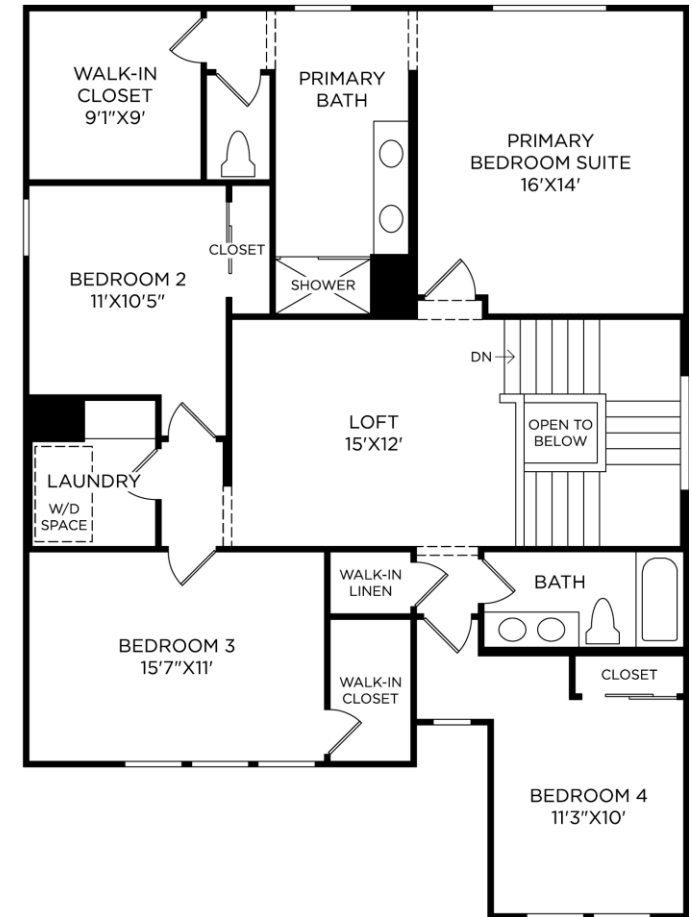 WALK-IN
CLOSET
9'1"X9'
PRIMARY
BATH
PRIMARY
BEDROOM SUITE
16'X14'
CLOSET
BEDROOM 2
11'X10'5"
SHOWER
DN
LOFT
15'X12'
OPEN TO
BELOW
LAUNDRY
W/D
SPACE
WALK-IN
LINEN
BATH
BEDROOM 3
15'7"X11'
WALK-IN
CLOSET
CLOSET
BEDROOM 4
11'3"X10'